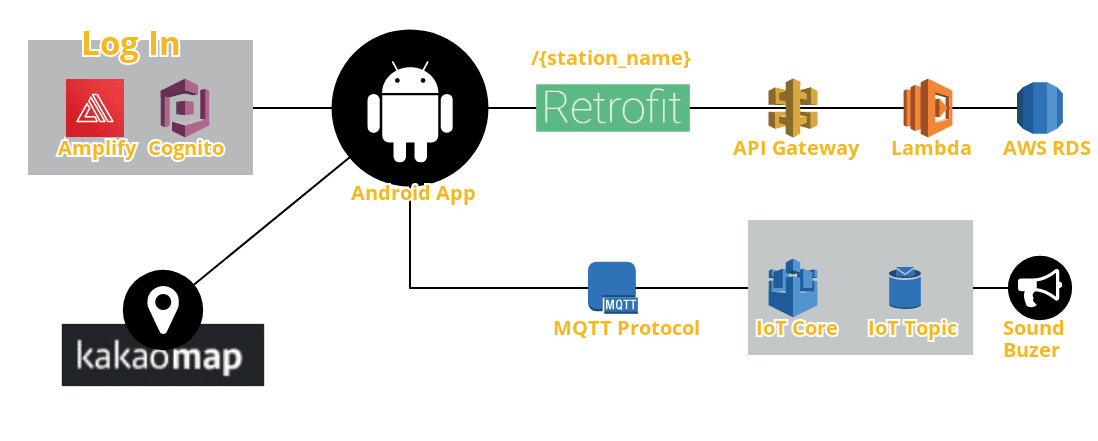 Log In
Amplify
Cognito
Android App
/{station_name}
Retrofit
API Gateway
Lambda
AWS RDS
kakaomap
MQTT
MQTT Protocol
IoT Core
IoT Topic
Sound
Buzer